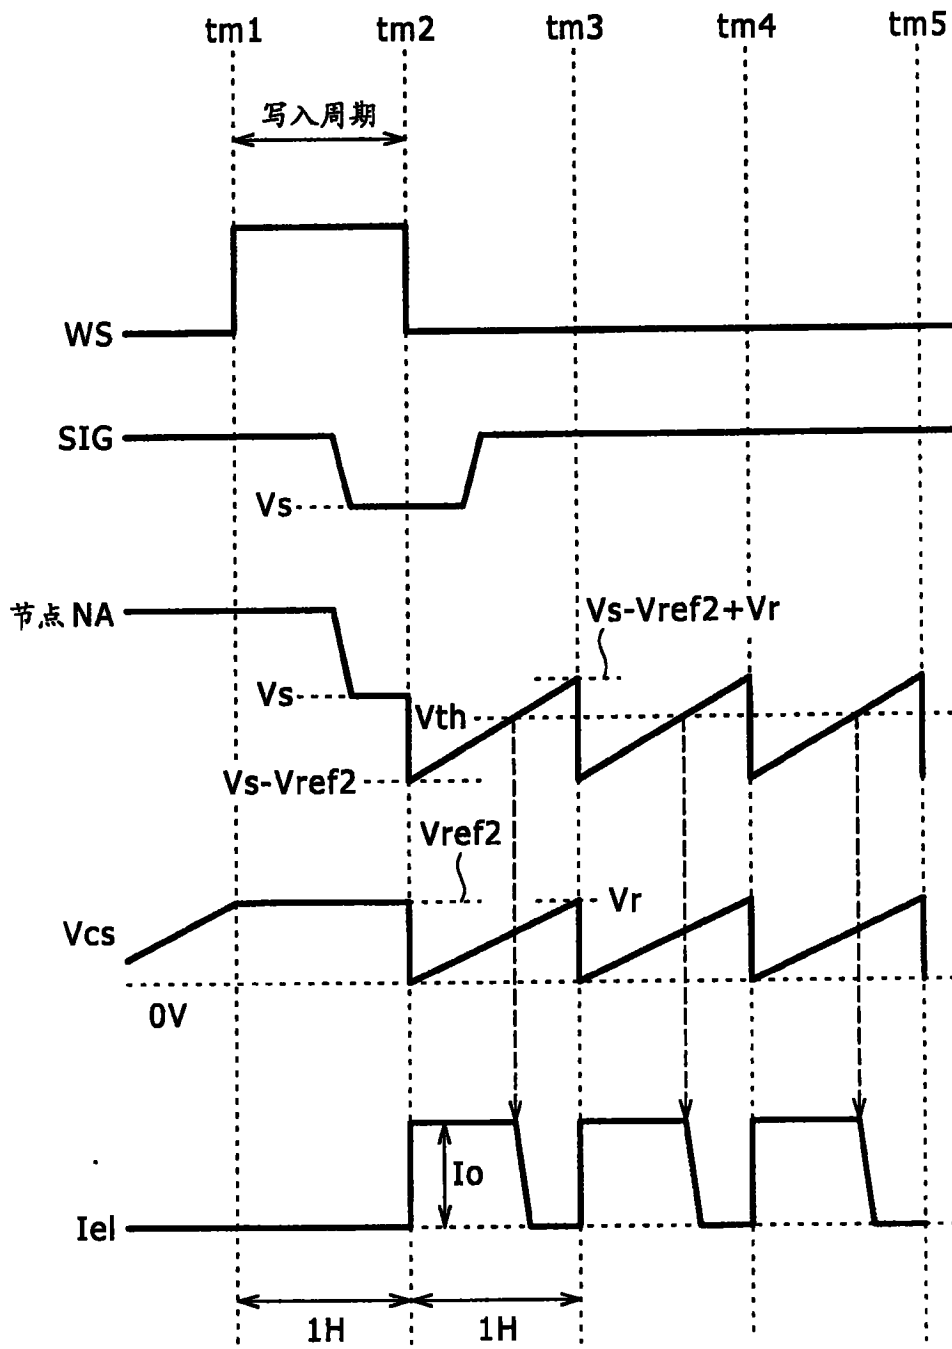 tm1 tm2 tm3 tm4 tm5
写入周期
WS
SIG
Vs
节点 NA
Vs-Vref2+Vr
Vs
Vth
Vs-Vref2
Vref2
Vr
Vcs
0V
Io
Iel
1H 1H